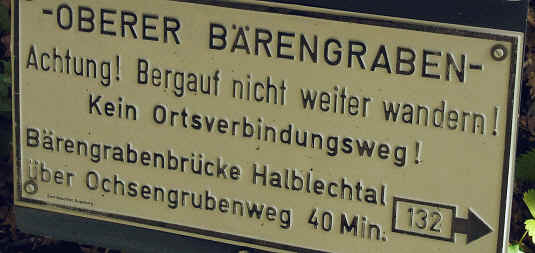 -OBERER BÄRENGRABEN-
Achtung! Bergauf nicht weiter wandern!
Kein Ortsverbindungsweg!
Bärengrabenbrücke Halblechtal
über Ochsengrubenweg 40 Min.
132